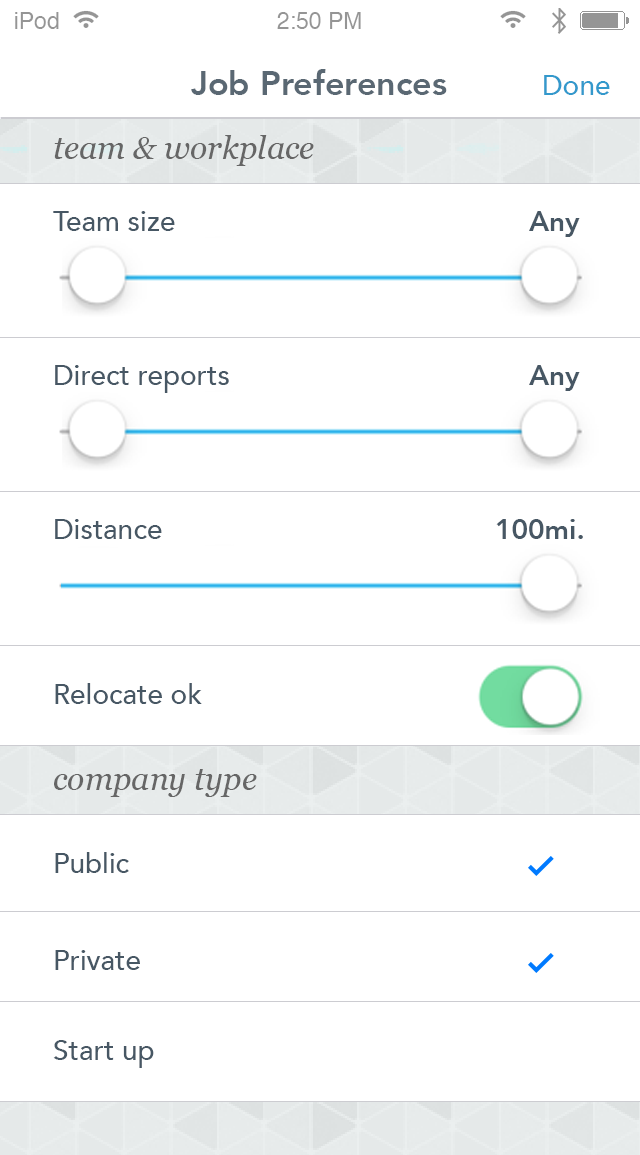 iPod 2:50 PM
Job Preferences Done
team & workplace
Team size Any
Direct reports Any
Distance 100mi.
Relocate ok
company type
Public
Private
Start up